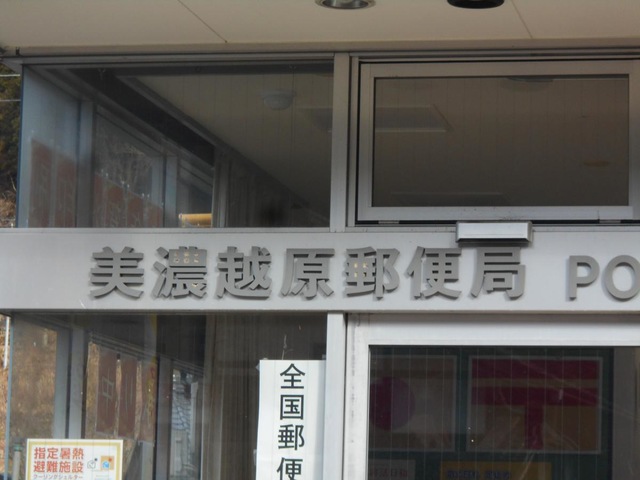 美濃越原郵便局 PO
全国郵便
指定暑熱
避難施設
クーリングシェルター